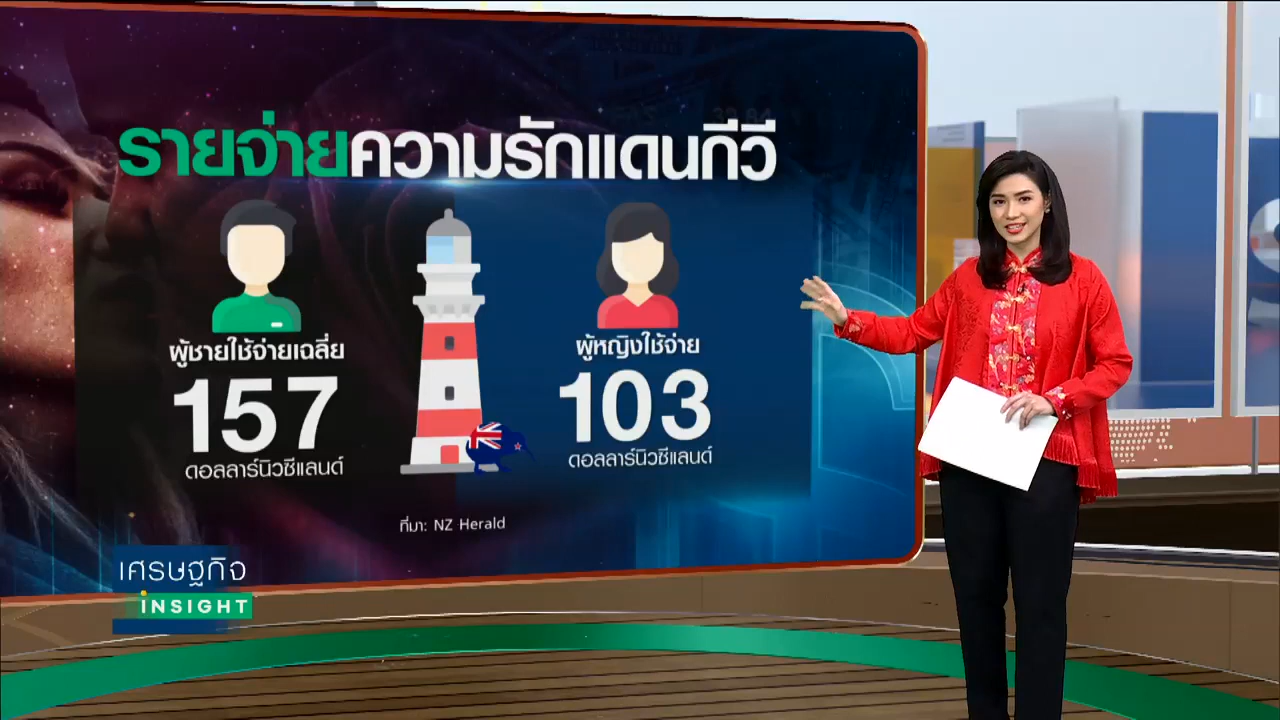 รายจ่ายความรักแดนกีวี
ผู้ชายใช้จ่ายเฉลี่ย
157
ดอลลาร์นิวซีแลนด์
ผู้หญิงใช้จ่าย
103
ดอลลาร์นิวซีแลนด์
ที่มา: NZ Herald
เศรษฐกิจ
INSIGHT